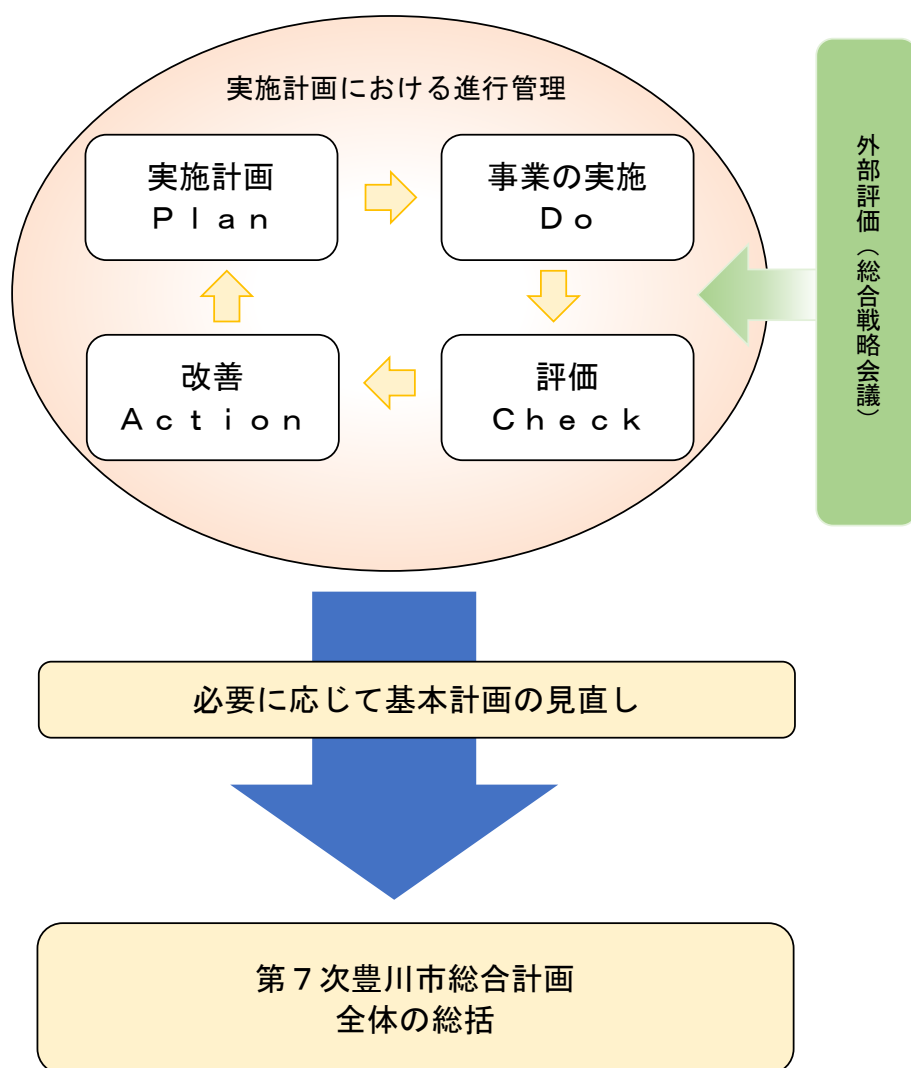 実施計画における進行管理
実施計画
Ｐｌａｎ
事業の実施
Ｄｏ
改善
Ａｃｔｉｏｎ
評価
Ｃｈｅｃｋ
外部評価（総合戦略会議）
必要に応じて基本計画の見直し
第７次豊川市総合計画
全体の総括